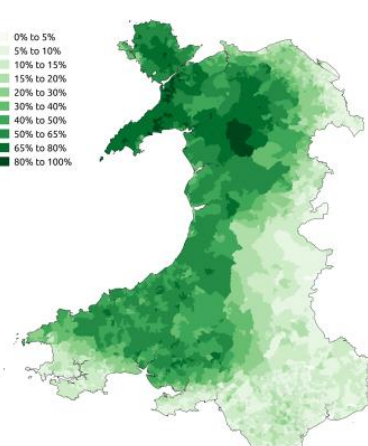 0% to 5%
5% to 10%
10% to 15%
15% to 20%
20% to 30%
30% to 40%
40% to 50%
50% to 65%
65% to 80%
80% to 100%